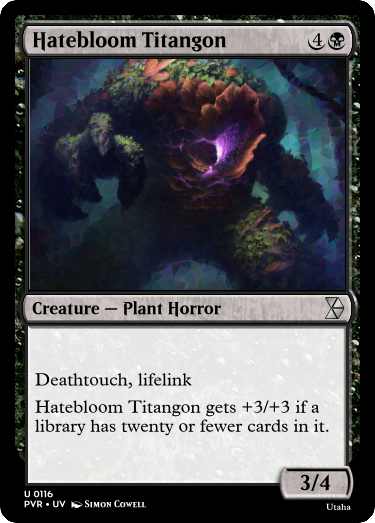 Hatebloom Titangon 4
Creature — Plant Horror
Deathtouch, lifelink
Hatebloom Titangon gets +3/+3 if a
library has twenty or fewer cards in it.
3/4
U 0116
PVR • UV Simon Cowell
Utaha